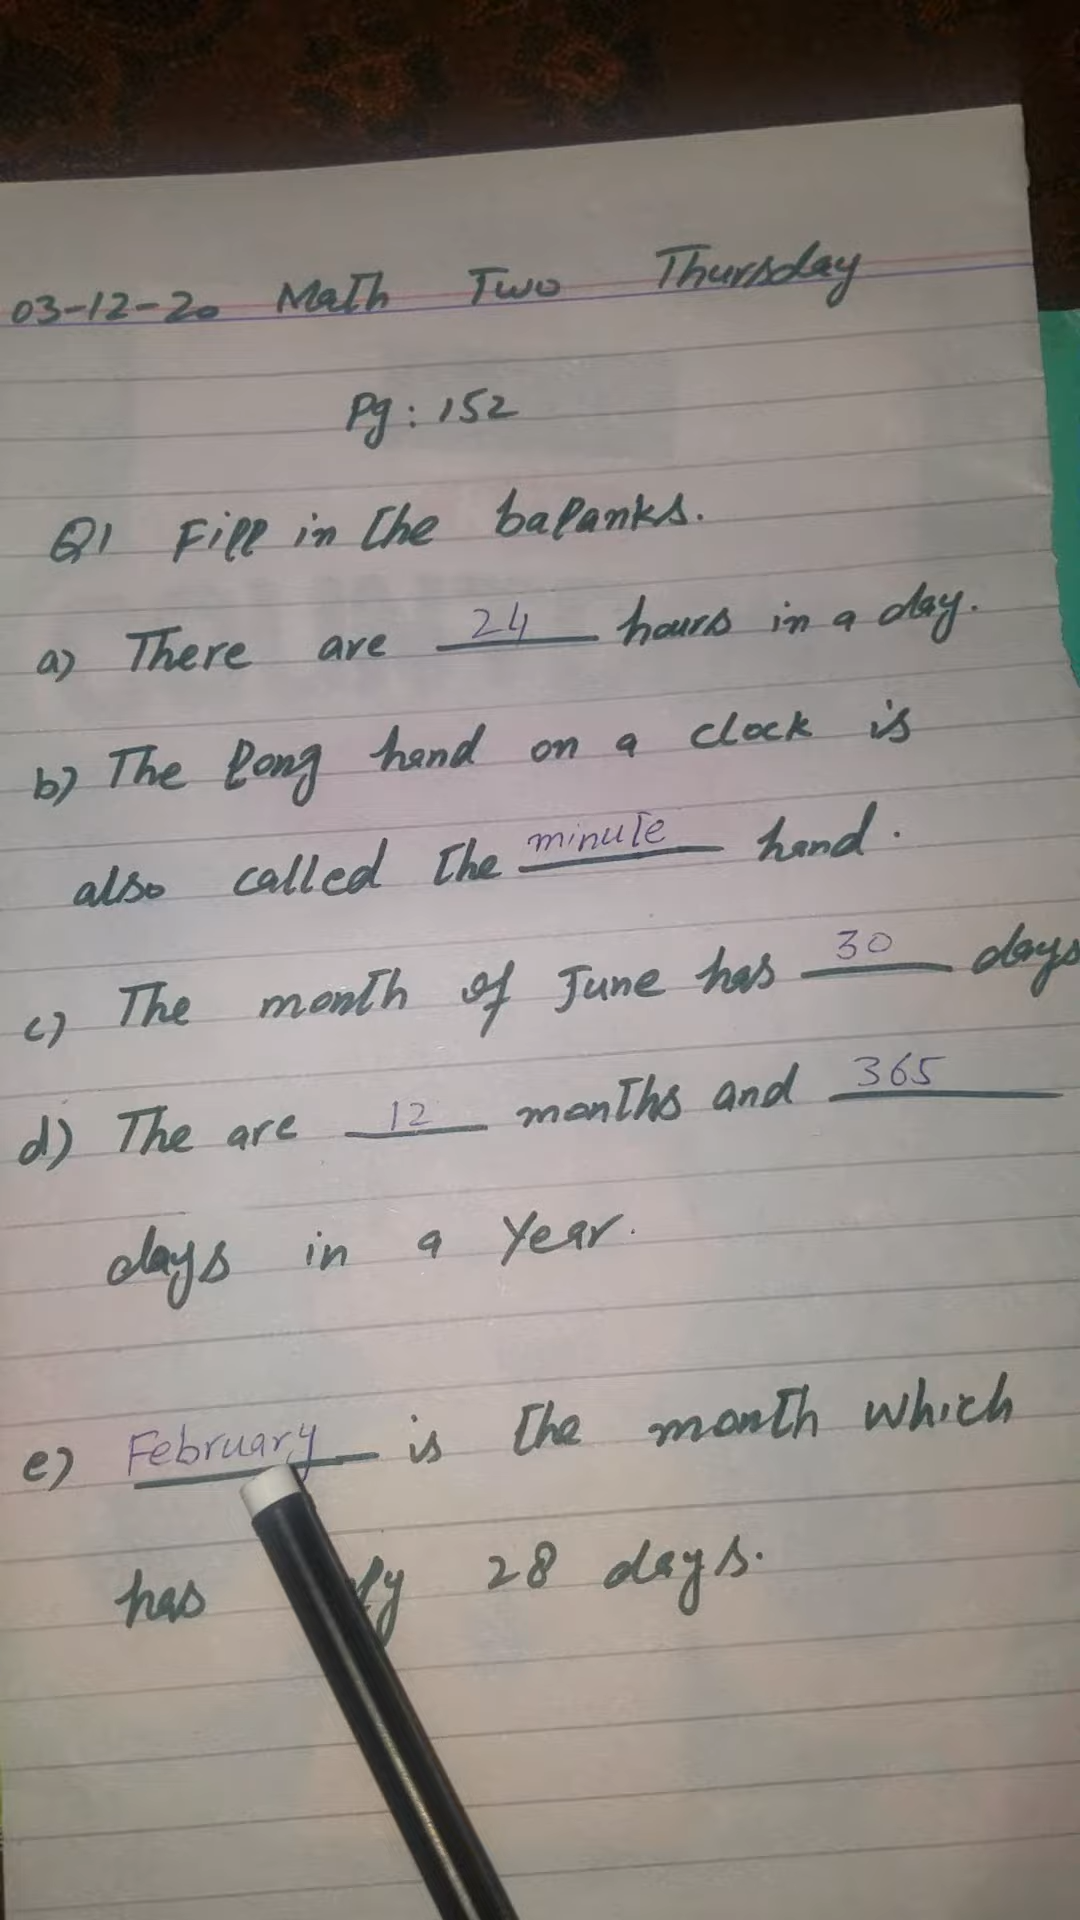 03-12-20 Math Two Thursday
Pg: 152
Q1 Fill in the balanks.
a) There are 24 hours in a day.
b) The long hand on a clock is
also called the minute hand.
c) The month of June has 30 days
d) The are 12 months and 365
days in a Year.
e) February is the month which
has 28 days.